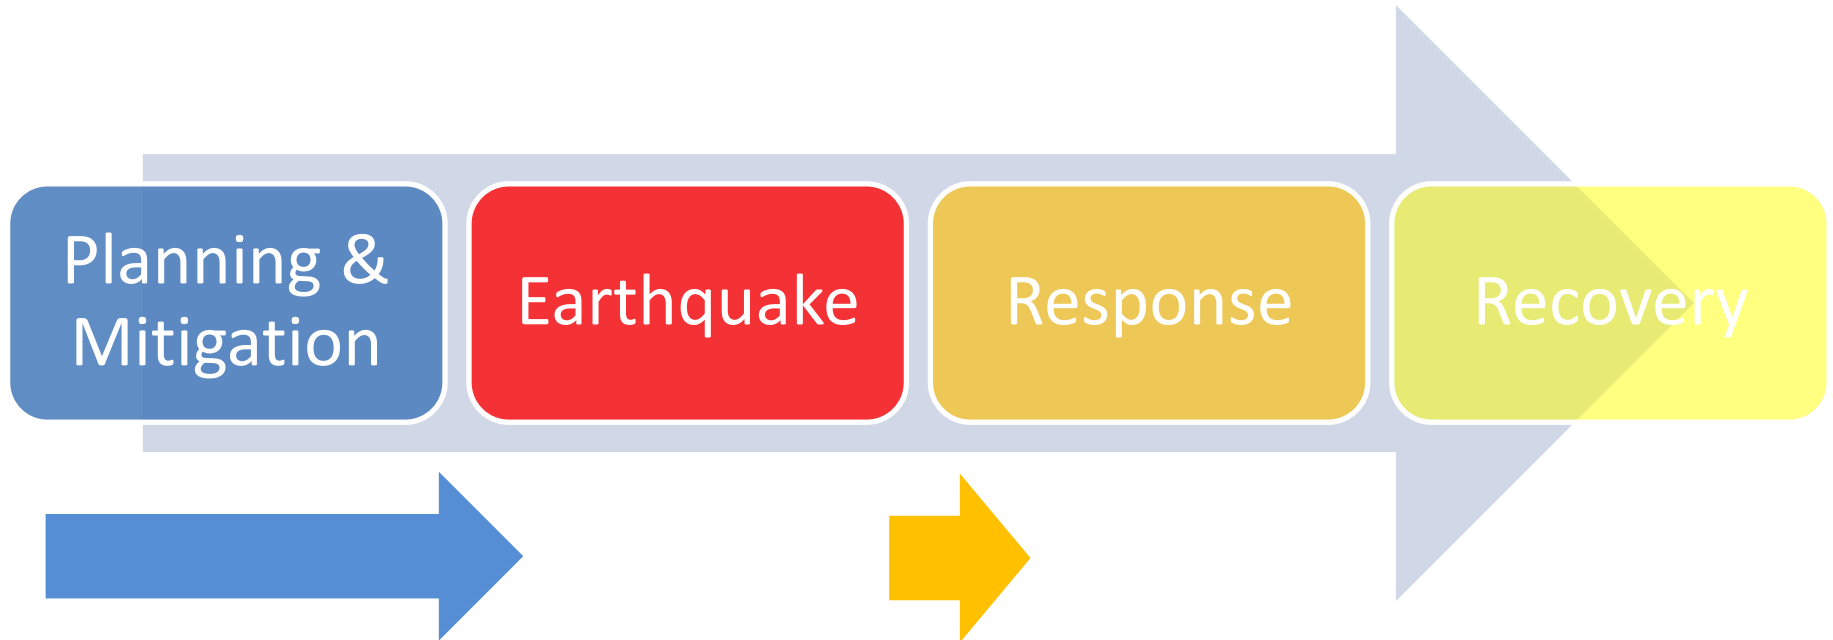 Planning &
Mitigation
Earthquake
Response
Recovery